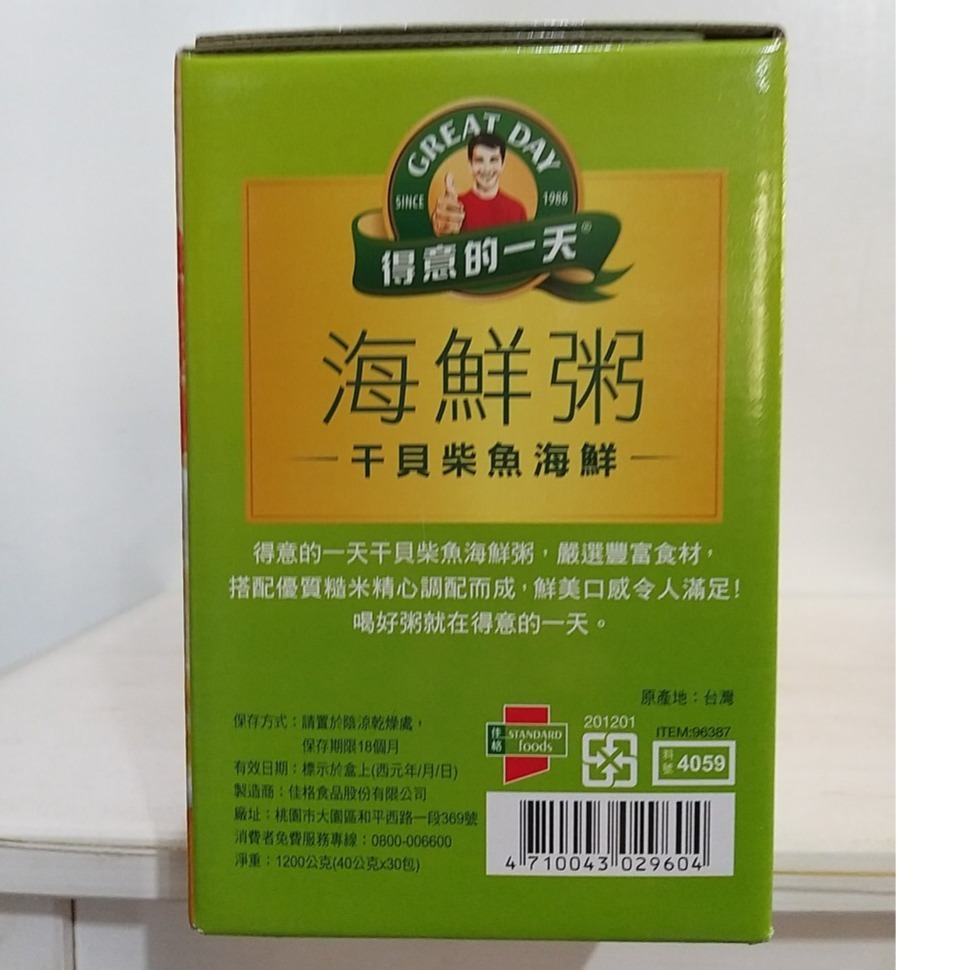 GREAT DAY
SINCE 1988
得意的一天®
海鮮粥
干貝柴魚海鮮
得意的一天干貝柴魚海鮮粥，嚴選豐富食材，
搭配優質糙米精心調配而成，鮮美口感令人滿足!
喝好粥就在得意的一天。
原產地：台灣
保存方式：請置於陰涼乾燥處，
保存期限18個月
有效日期：標示於盒上(西元年/月/日)
製造商：佳格食品股份有限公司
廠址：桃園市大園區和平西路一段369號
消費者免費服務專線：0800-006600
淨重：1200公克(40公克x30包)
佳格 STANDARD
foods
201201
ITEM:96387
料號 4059
4 710043 029604